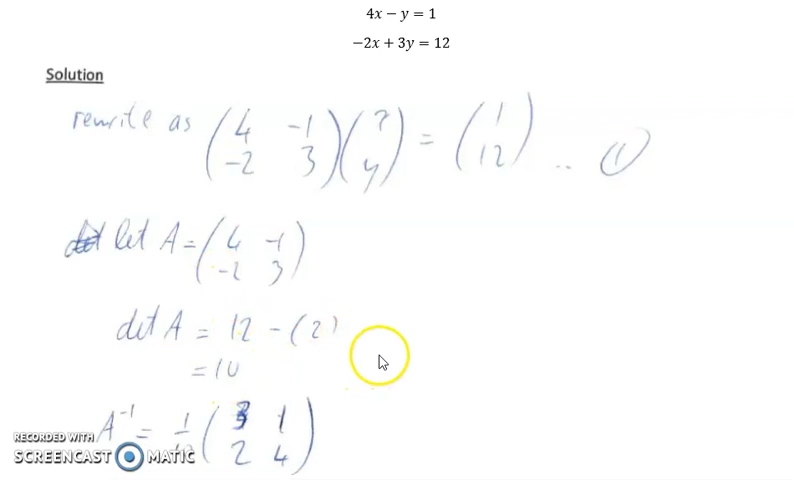 4x − y = 1
−2x + 3y = 12
Solution
rewrite as (4 -1 -2 3)(x y) = (1 12) .. (1)
let A = (4 -1 -2 3)
det A = 12 - (2)
= 10
A⁻¹ = 1/10 (3 1 2 4)
RECORDED WITH
SCREENCAST MATIC